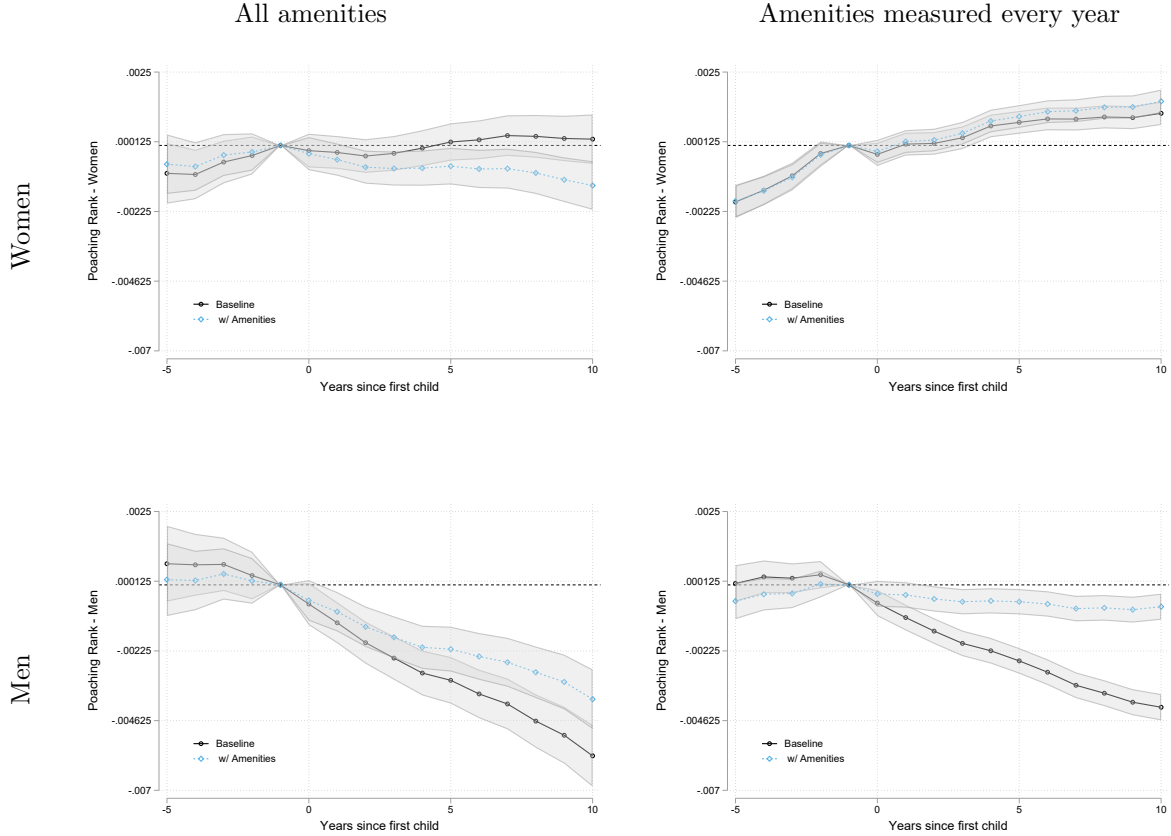 All amenities
Amenities measured every year
Women
Poaching Rank - Women
.0025
.000125
-.00225
-.004625
-.007
Baseline
w/ Amenities
-5 0 5 10
Years since first child
Poaching Rank - Women
.0025
.000125
-.00225
-.004625
-.007
Baseline
w/ Amenities
-5 0 5 10
Years since first child
Men
Poaching Rank - Men
.0025
.000125
-.00225
-.004625
-.007
Baseline
w/ Amenities
-5 0 5 10
Years since first child
Poaching Rank - Men
.0025
.000125
-.00225
-.004625
-.007
Baseline
w/ Amenities
-5 0 5 10
Years since first child